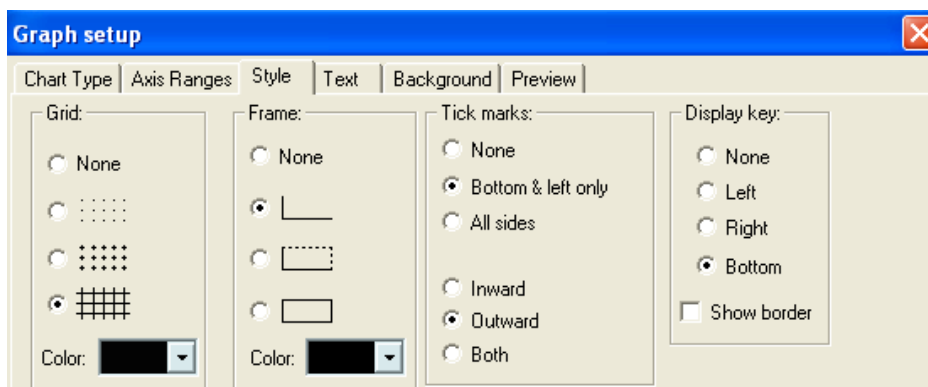 Graph setup
Chart Type Axis Ranges Style Text Background Preview
Grid:
None
Color:
Frame:
None
Color:
Tick marks:
None
Bottom & left only
All sides
Inward
Outward
Both
Display key:
None
Left
Right
Bottom
Show border